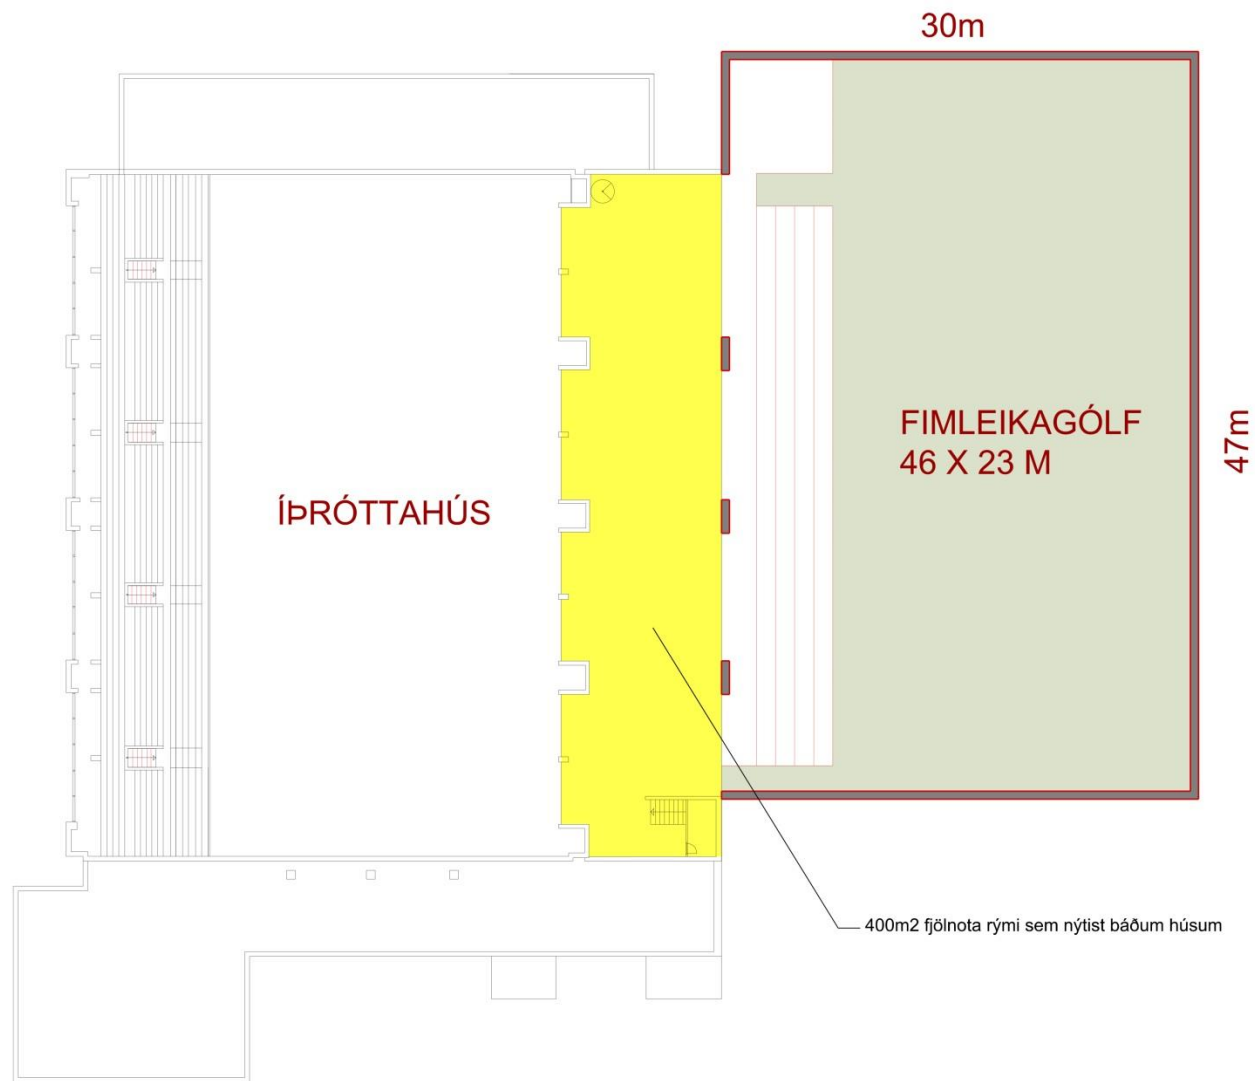 30m
FIMLEIKAGÓLF
46 X 23 M
47m
ÍÞRÓTTAHÚS
400m2 fjölnota rými sem nýtist báðum húsum